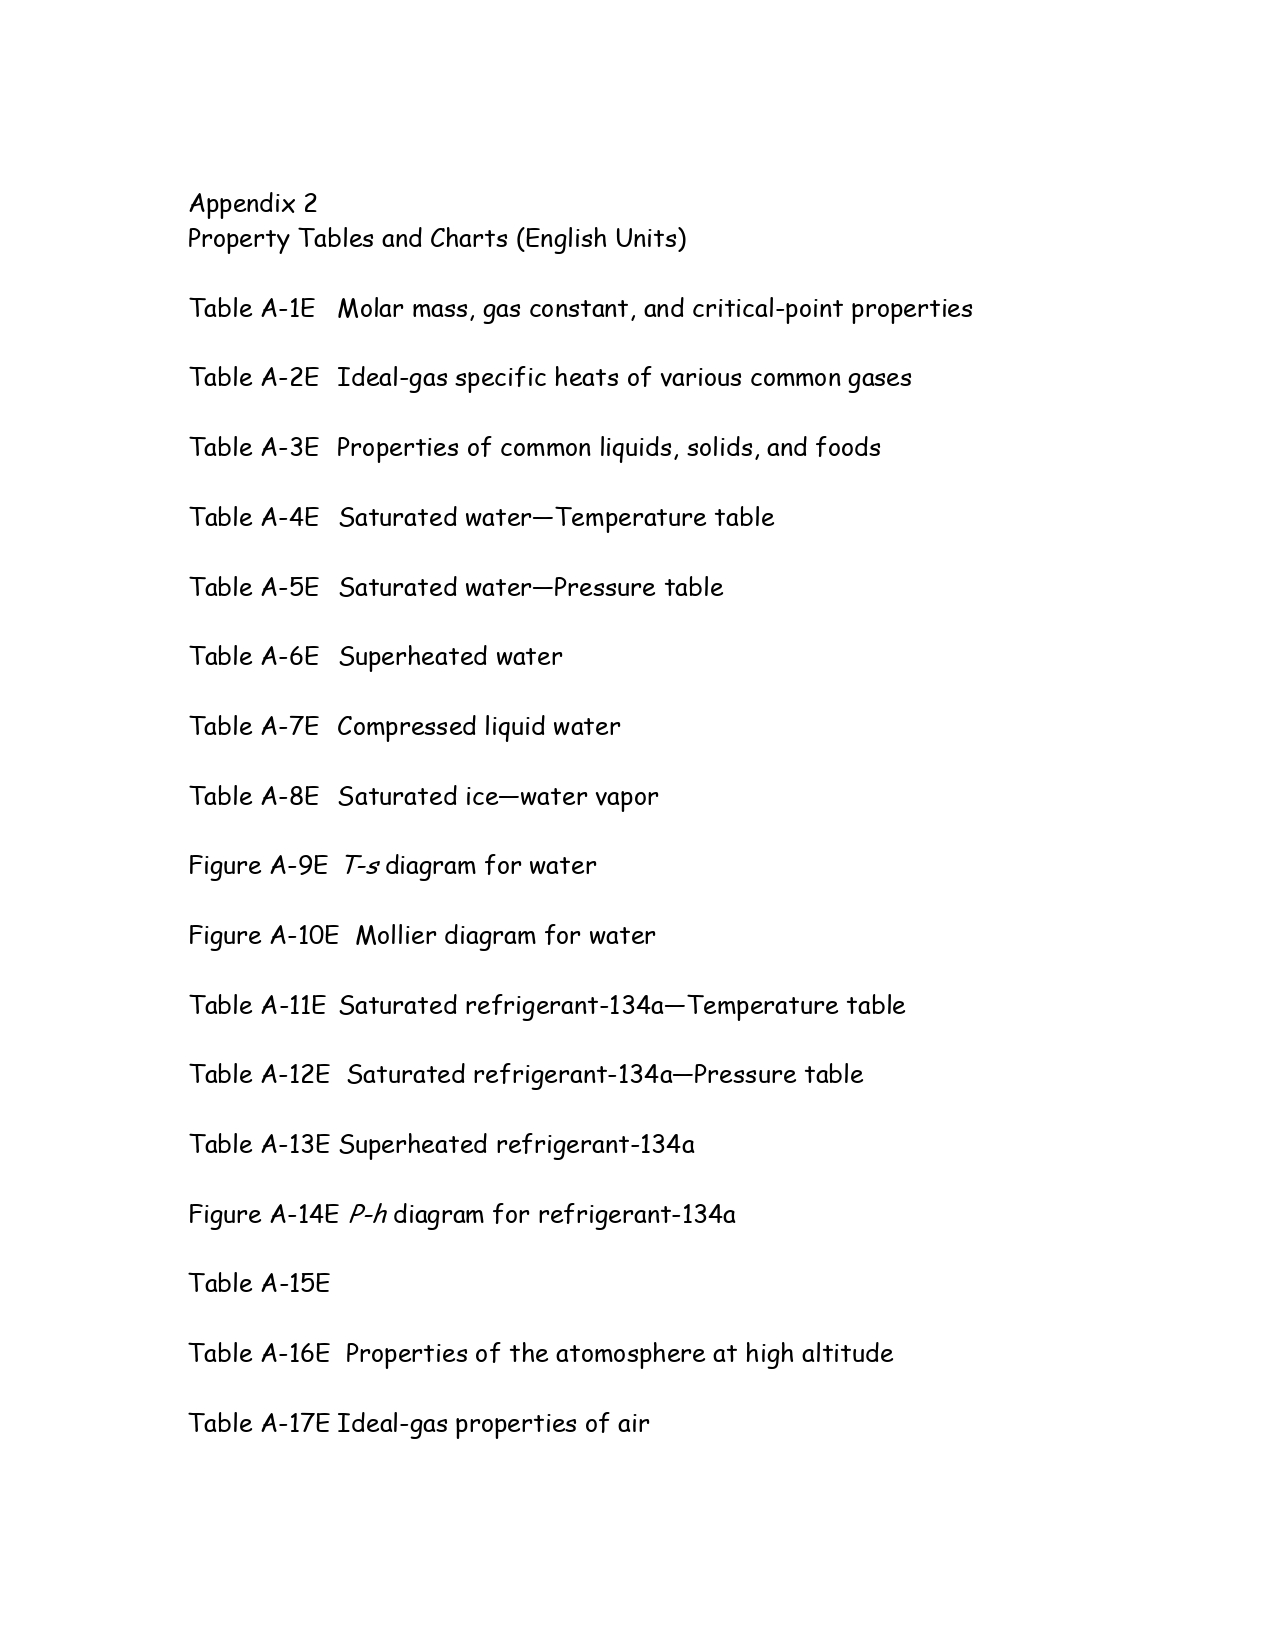 Appendix 2
Property Tables and Charts (English Units)
Table A-1E Molar mass, gas constant, and critical-point properties
Table A-2E Ideal-gas specific heats of various common gases
Table A-3E Properties of common liquids, solids, and foods
Table A-4E Saturated water—Temperature table
Table A-5E Saturated water—Pressure table
Table A-6E Superheated water
Table A-7E Compressed liquid water
Table A-8E Saturated ice—water vapor
Figure A-9E T-s diagram for water
Figure A-10E Mollier diagram for water
Table A-11E Saturated refrigerant-134a—Temperature table
Table A-12E Saturated refrigerant-134a—Pressure table
Table A-13E Superheated refrigerant-134a
Figure A-14E P-h diagram for refrigerant-134a
Table A-15E
Table A-16E Properties of the atomosphere at high altitude
Table A-17E Ideal-gas properties of air